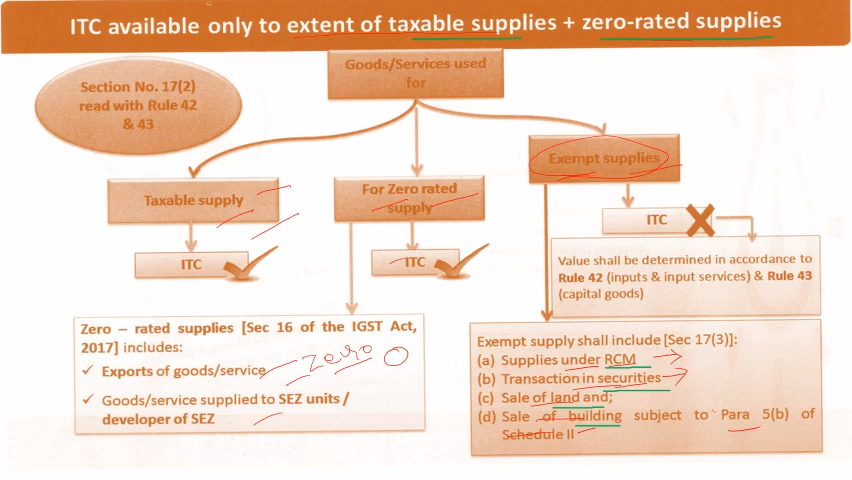 ITC available only to extent of taxable supplies + zero-rated supplies
Goods/Services used
for
Section No. 17(2)
read with Rule 42
& 43
Exempt supplies
Taxable supply
For Zero rated
supply
ITC
ITC
ITC
Value shall be determined in accordance to
Rule 42 (inputs & input services) & Rule 43
(capital goods)
Zero – rated supplies [Sec 16 of the IGST Act,
2017] includes:
✓ Exports of goods/service
Zero 0
✓ Goods/service supplied to SEZ units /
developer of SEZ
Exempt supply shall include [Sec 17(3)]:
(a) Supplies under RCM
(b) Transaction in securities
(c) Sale of land and;
(d) Sale of building subject to Para 5(b) of
Schedule II